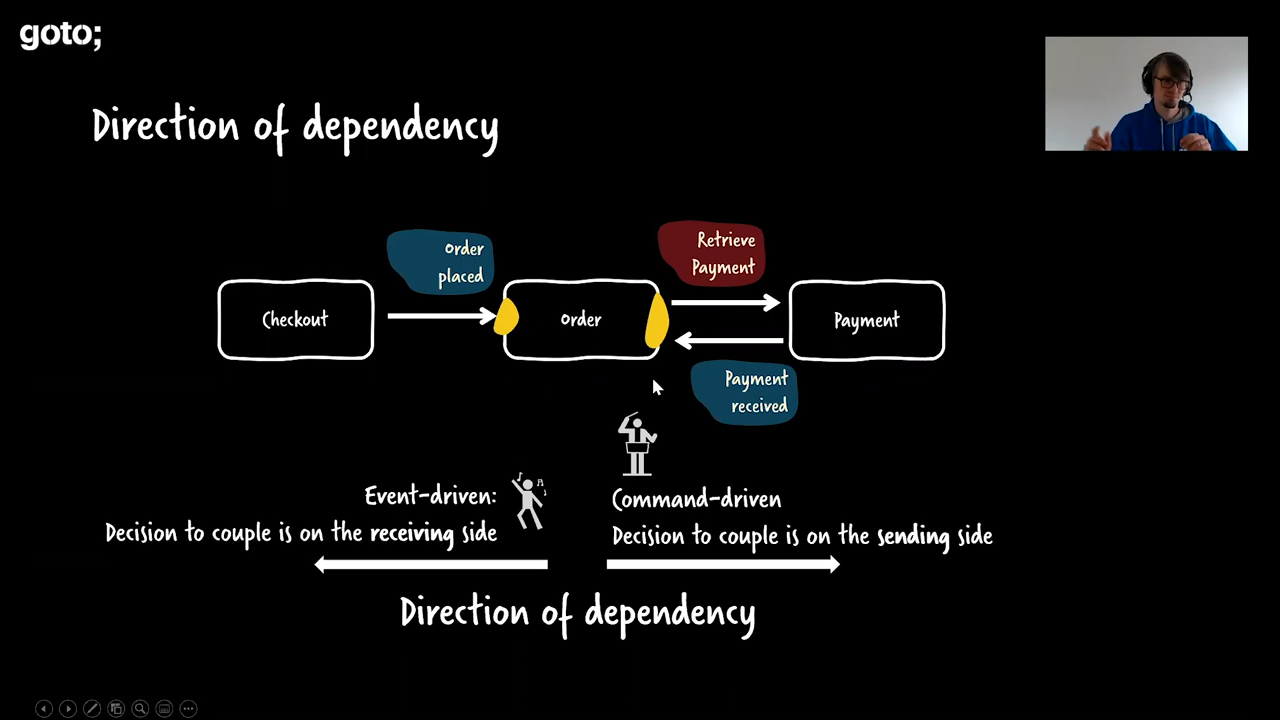 goto;
Direction of dependency
Order
placed
Retrieve
Payment
Checkout
Order
Payment
Payment
received
Event-driven:
Decision to couple is on the receiving side
Command-driven
Decision to couple is on the sending side
Direction of dependency